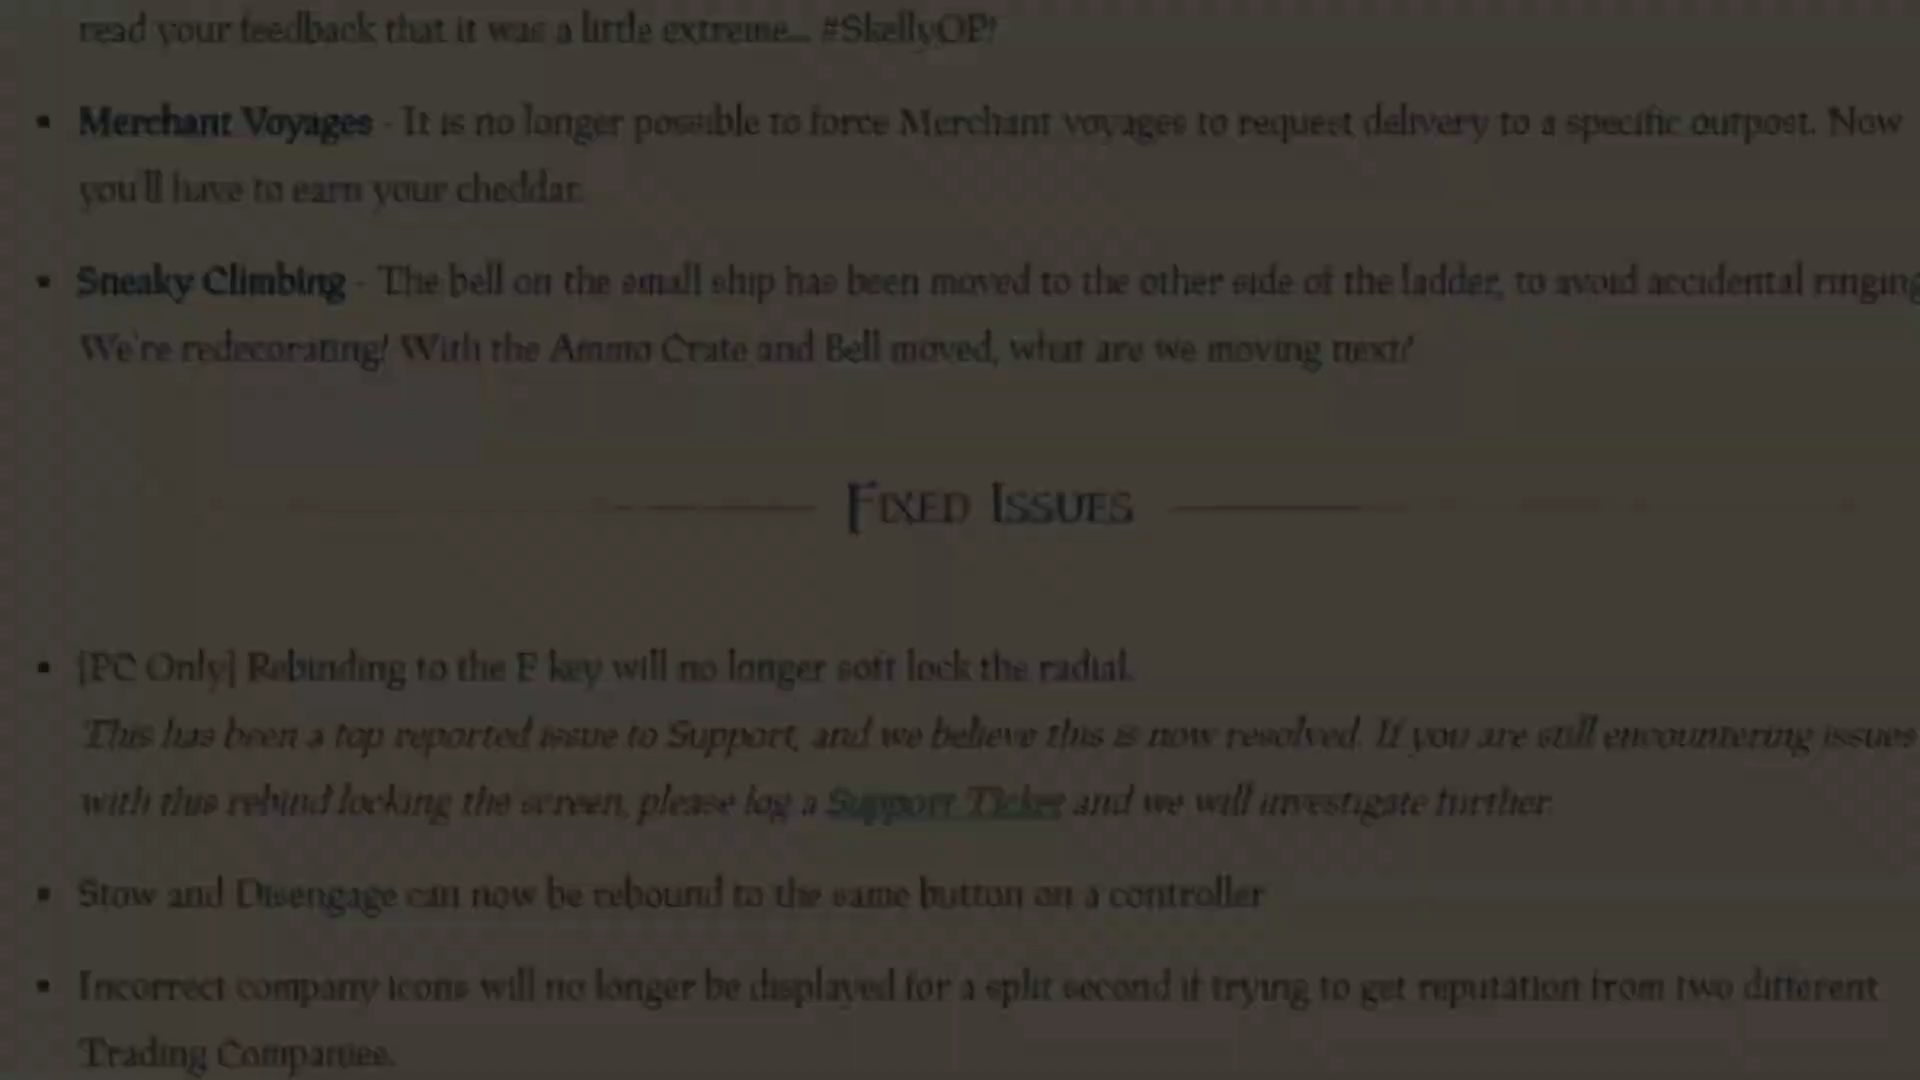 read your feedback that it was a little extreme... #SkellyOP!
▪ Merchant Voyages - It is no longer possible to force Merchant voyages to request delivery to a specific outpost. Now
you'll have to earn your cheddar.
▪ Sneaky Climbing - The bell on the small ship has been moved to the other side of the ladder, to avoid accidental ringing
We're redecorating! With the Ammo Crate and Bell moved, what are we moving next?
Fixed Issues
▪ [PC Only] Rebinding to the F key will no longer soft lock the radial.
This has been a top reported issue to Support, and we believe this is now resolved. If you are still encountering issues
with this rebind locking the screen, please log a Support Ticket and we will investigate further.
▪ Stow and Disengage can now be rebound to the same button on a controller
▪ Incorrect company icons will no longer be displayed for a split second if trying to get reputation from two different
Trading Companies.